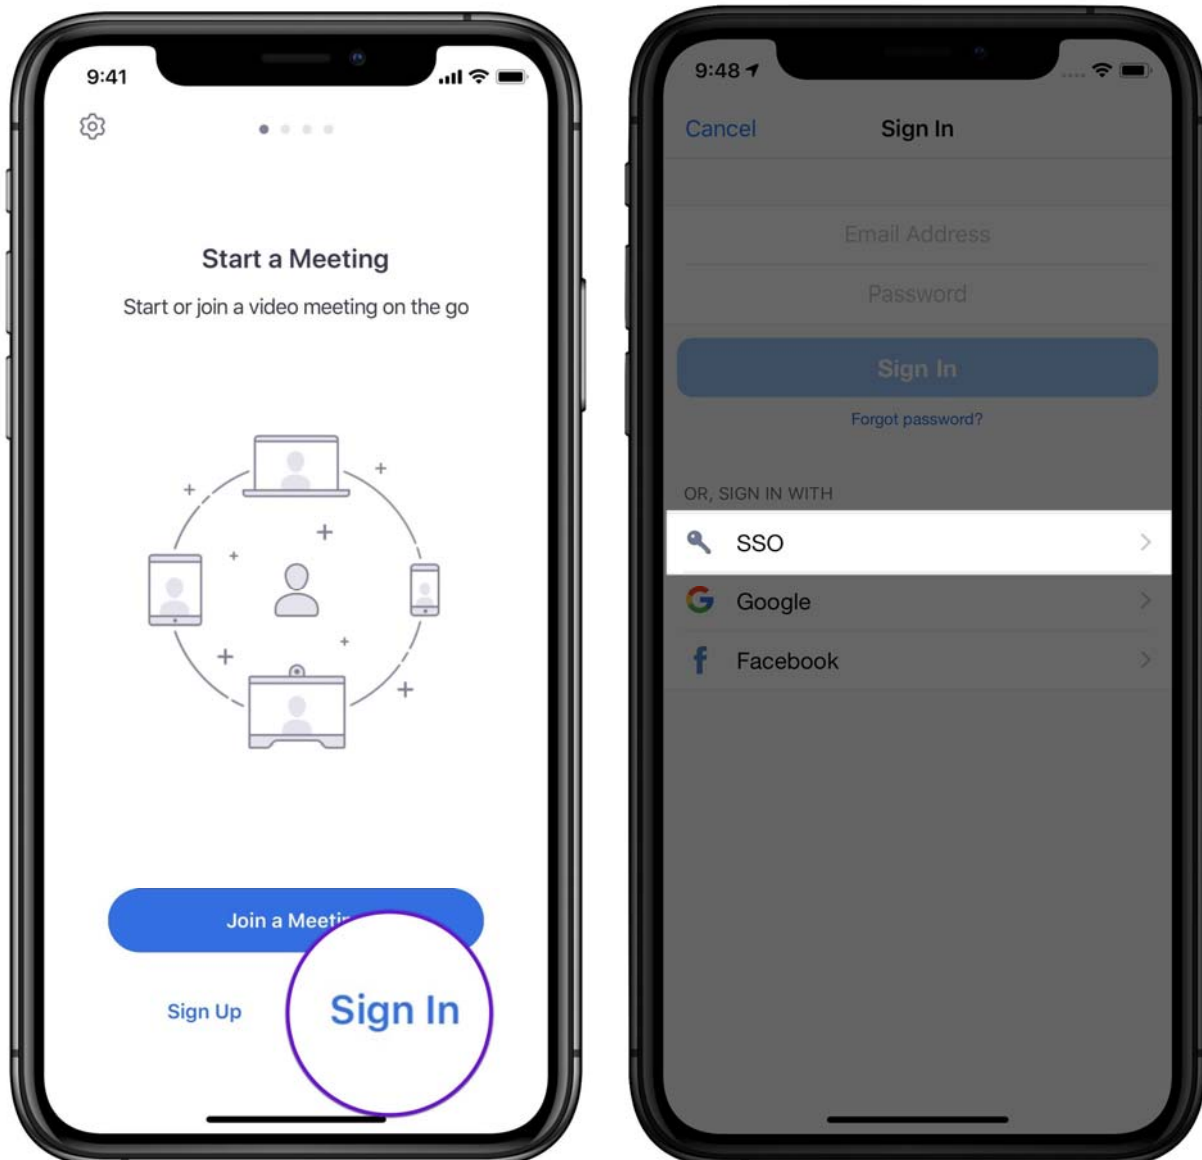 9:41
Start a Meeting
Start or join a video meeting on the go
Join a Meetin
Sign Up
Sign In
9:48
Cancel
Sign In
Email Address
Password
Sign In
Forgot password?
OR, SIGN IN WITH
SSO
Google
Facebook